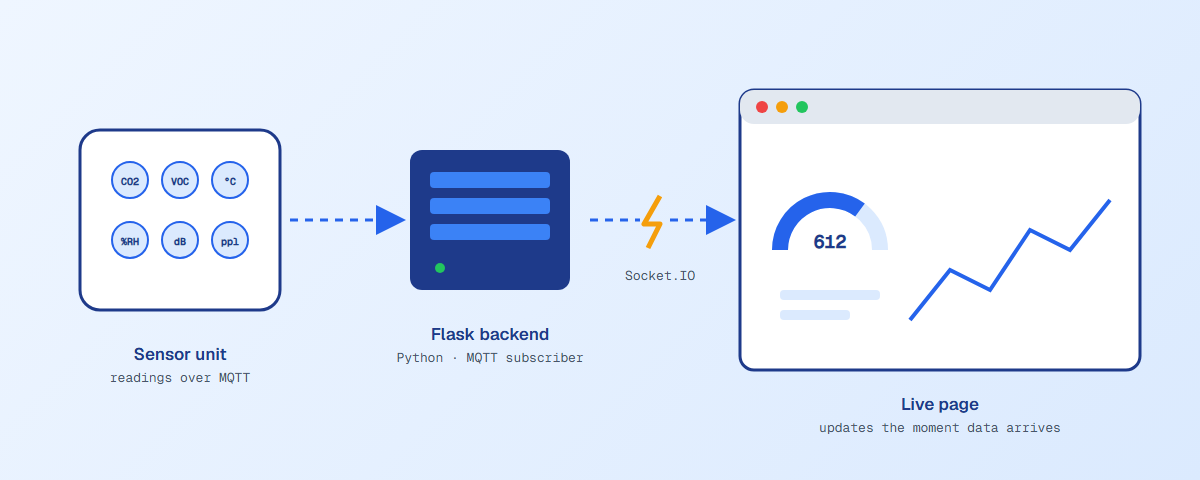 CO2 VOC °C
%RH dB ppl
Sensor unit
readings over MQTT
Flask backend
Python · MQTT subscriber
Socket.IO
612
Live page
updates the moment data arrives